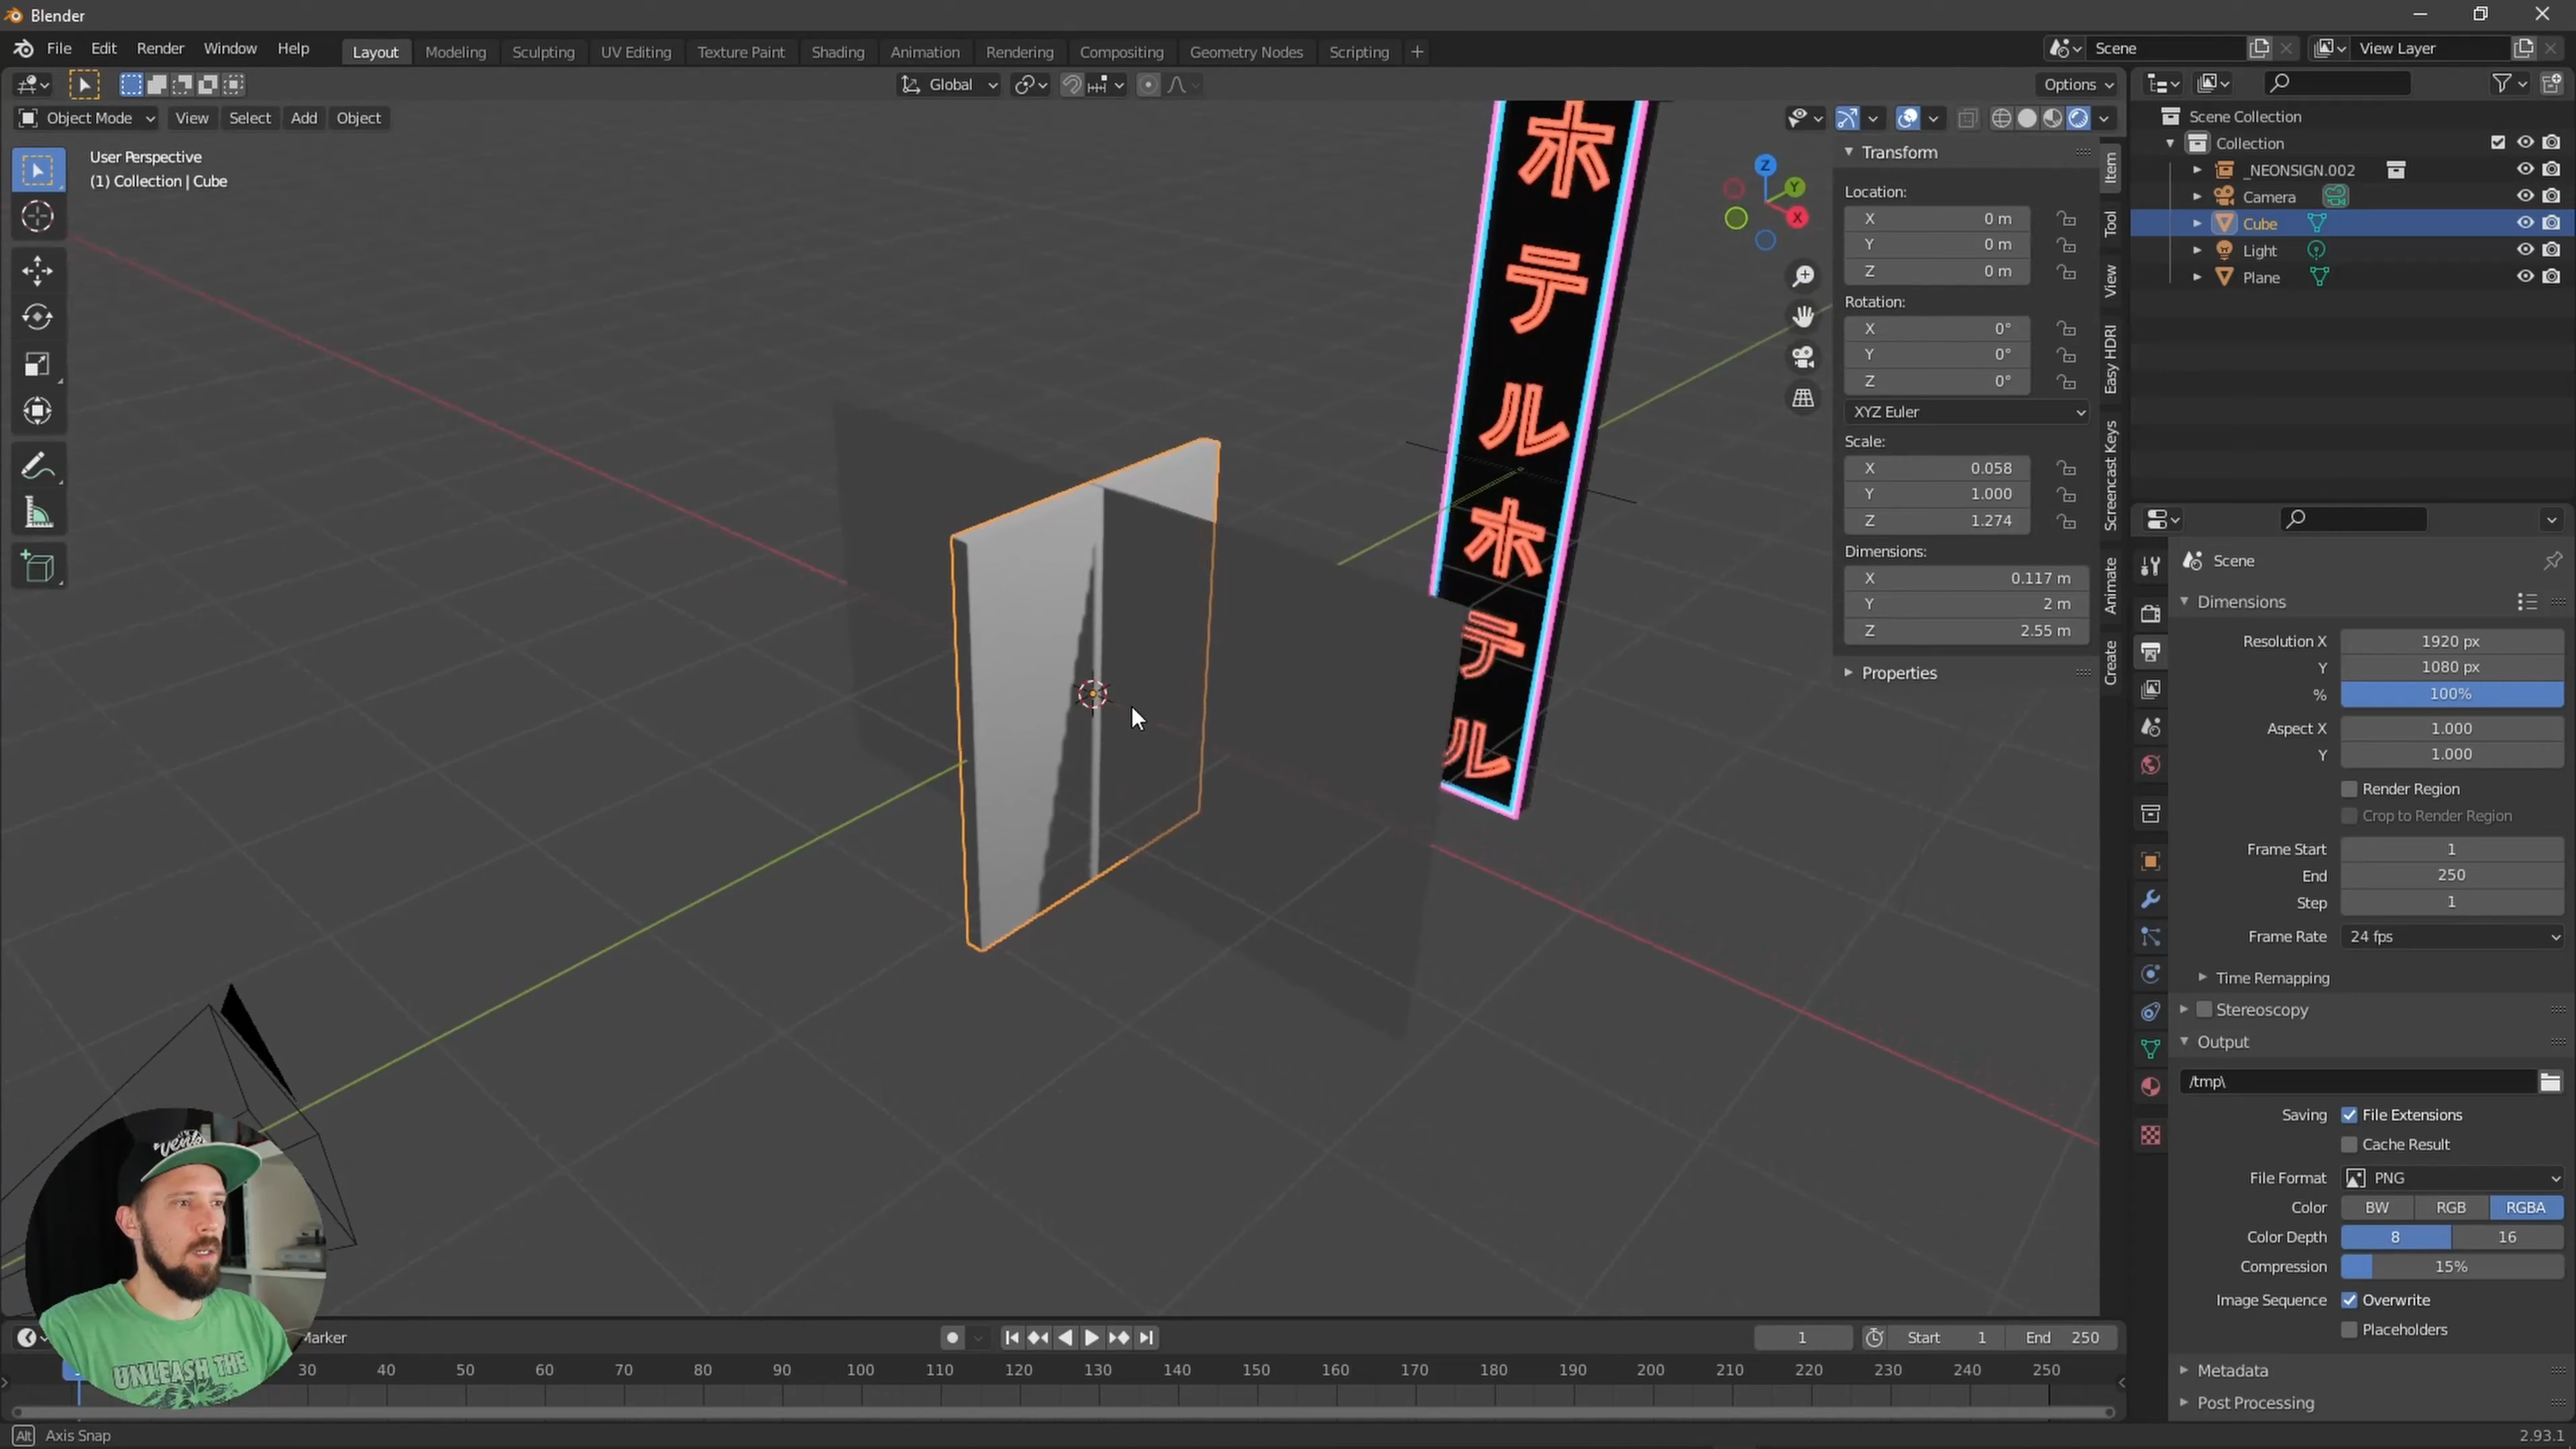 Blender
File Edit Render Window Help
Layout Modeling Sculpting UV Editing Texture Paint Shading Animation Rendering Compositing Geometry Nodes Scripting +
Scene
View Layer
Global
Options
Object Mode View Select Add Object
User Perspective
(1) Collection | Cube
ホ
テ
ル
ホ
テ
ル
Z
Y
X
Transform
Location:
X 0 m
Y 0 m
Z 0 m
Rotation:
X 0°
Y 0°
Z 0°
XYZ Euler
Scale:
X 0.058
Y 1.000
Z 1.274
Dimensions:
X 0.117 m
Y 2 m
Z 2.55 m
Properties
Item
Tool
View
Easy HDRI
Screencast Keys
Animate
Create
Scene Collection
Collection
_NEONSIGN.002
Camera
Cube
Light
Plane
Scene
Dimensions
Resolution X 1920 px
Y 1080 px
% 100%
Aspect X 1.000
Y 1.000
Render Region
Crop to Render Region
Frame Start 1
End 250
Step 1
Frame Rate 24 fps
Time Remapping
Stereoscopy
Output
/tmp\
Saving File Extensions
Cache Result
File Format PNG
Color BW RGB RGBA
Color Depth 8 16
Compression 15%
Image Sequence Overwrite
Placeholders
Metadata
Post Processing
UNLEASH THE
Marker
1
Start 1 End 250
30 40 50 60 70 80 90 100 110 120 130 140 150 160 170 180 190 200 210 220 230 240 250
Alt Axis Snap
2.93.1